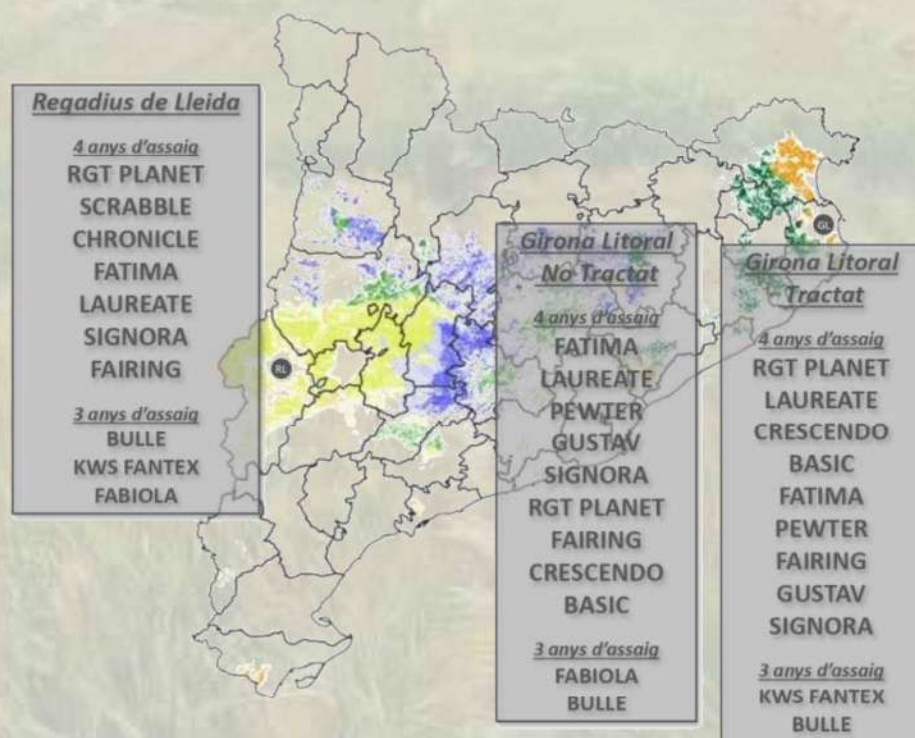 Regadius de Lleida
4 anys d'assaig
RGT PLANET
SCRABBLE
CHRONICLE
FATIMA
LAUREATE
SIGNORA
FAIRING
3 anys d'assaig
BULLE
KWS FANTEX
FABIOLA
RL
Girona Litoral
No Tractat
4 anys d'assaig
FATIMA
LAUREATE
PEWTER
GUSTAV
SIGNORA
RGT PLANET
FAIRING
CRESCENDO
BASIC
3 anys d'assaig
FABIOLA
BULLE
GL
Girona Litoral
Tractat
4 anys d'assaig
RGT PLANET
LAUREATE
CRESCENDO
BASIC
FATIMA
PEWTER
FAIRING
GUSTAV
SIGNORA
3 anys d'assaig
KWS FANTEX
BULLE